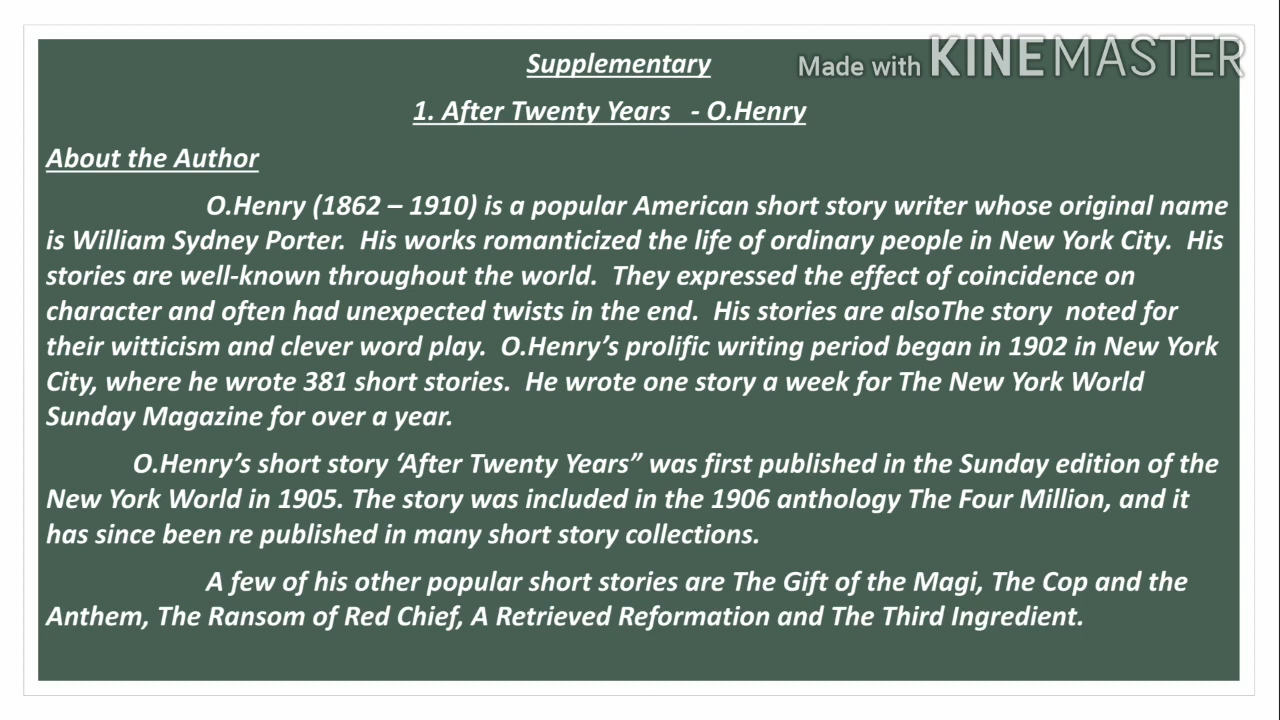 Supplementary
Made with KINEMASTER
1. After Twenty Years - O.Henry
About the Author
O.Henry (1862 – 1910) is a popular American short story writer whose original name
is William Sydney Porter. His works romanticized the life of ordinary people in New York City. His
stories are well-known throughout the world. They expressed the effect of coincidence on
character and often had unexpected twists in the end. His stories are alsoThe story noted for
their witticism and clever word play. O.Henry’s prolific writing period began in 1902 in New York
City, where he wrote 381 short stories. He wrote one story a week for The New York World
Sunday Magazine for over a year.
O.Henry’s short story ‘After Twenty Years” was first published in the Sunday edition of the
New York World in 1905. The story was included in the 1906 anthology The Four Million, and it
has since been re published in many short story collections.
A few of his other popular short stories are The Gift of the Magi, The Cop and the
Anthem, The Ransom of Red Chief, A Retrieved Reformation and The Third Ingredient.